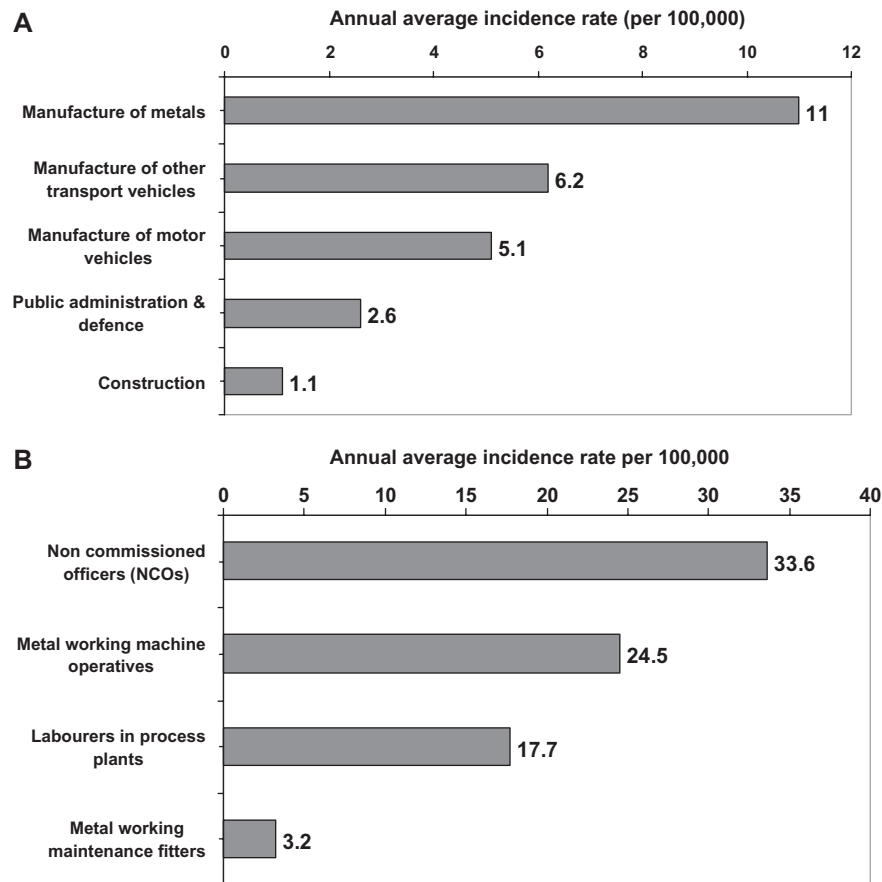 A
Annual average incidence rate (per 100,000)
0 2 4 6 8 10 12
Manufacture of metals
11
Manufacture of other
transport vehicles
6.2
Manufacture of motor
vehicles
5.1
Public administration &
defence
2.6
Construction
1.1
B
Annual average incidence rate per 100,000
0 5 10 15 20 25 30 35 40
Non commissioned
officers (NCOs)
33.6
Metal working machine
operatives
24.5
Labourers in process
plants
17.7
Metal working
maintenance fitters
3.2